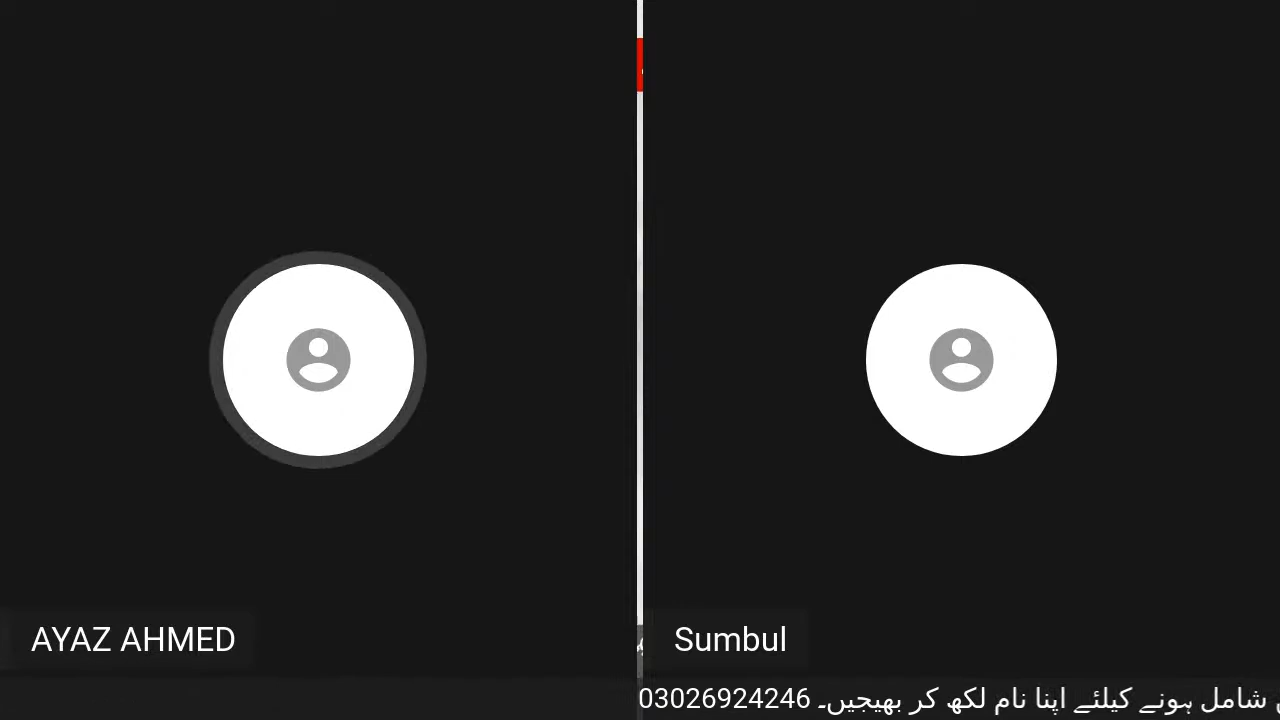 AYAZ AHMED
Sumbul
شامل ہونے کیلئے اپنا نام لکھ کر بھیجیں۔ 03026924246